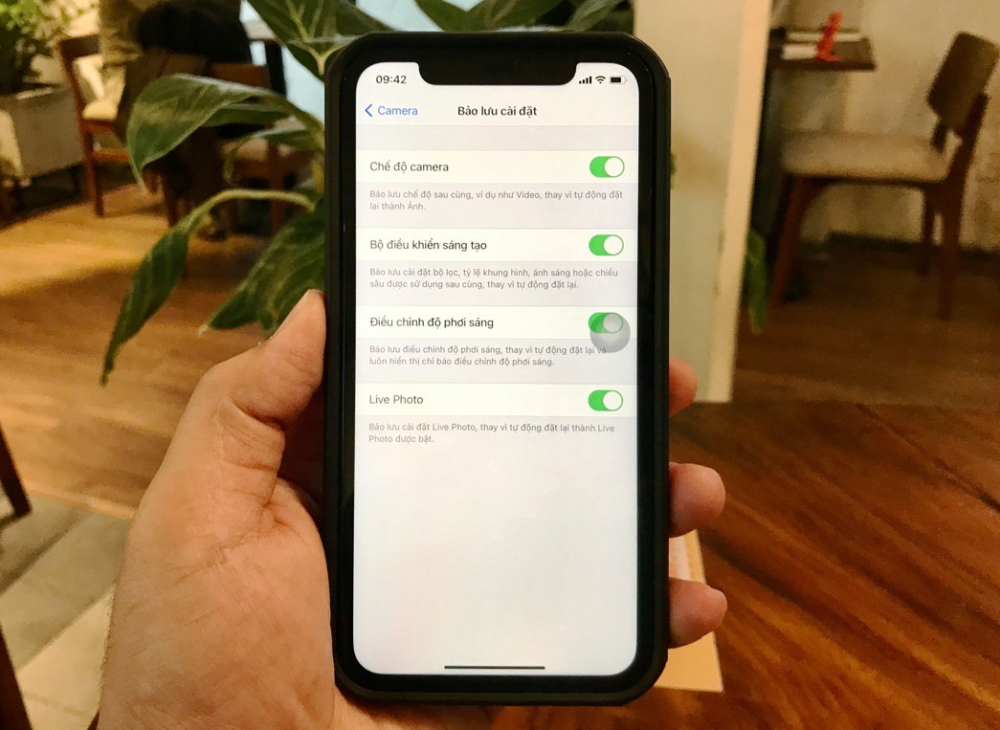 09:42
Camera
Bảo lưu cài đặt
Chế độ camera
Bảo lưu chế độ sau cùng, ví dụ như Video, thay vì tự động đặt
lại thành Ảnh.
Bộ điều khiển sáng tạo
Bảo lưu cài đặt bộ lọc, tỷ lệ khung hình, ánh sáng hoặc chiều
sâu được sử dụng sau cùng, thay vì tự động đặt lại.
Điều chỉnh độ phơi sáng
Bảo lưu điều chỉnh độ phơi sáng, thay vì tự động đặt lại và
luôn hiển thị chỉ báo điều chỉnh độ phơi sáng.
Live Photo
Bảo lưu cài đặt Live Photo, thay vì tự động đặt lại thành Live
Photo được bật.